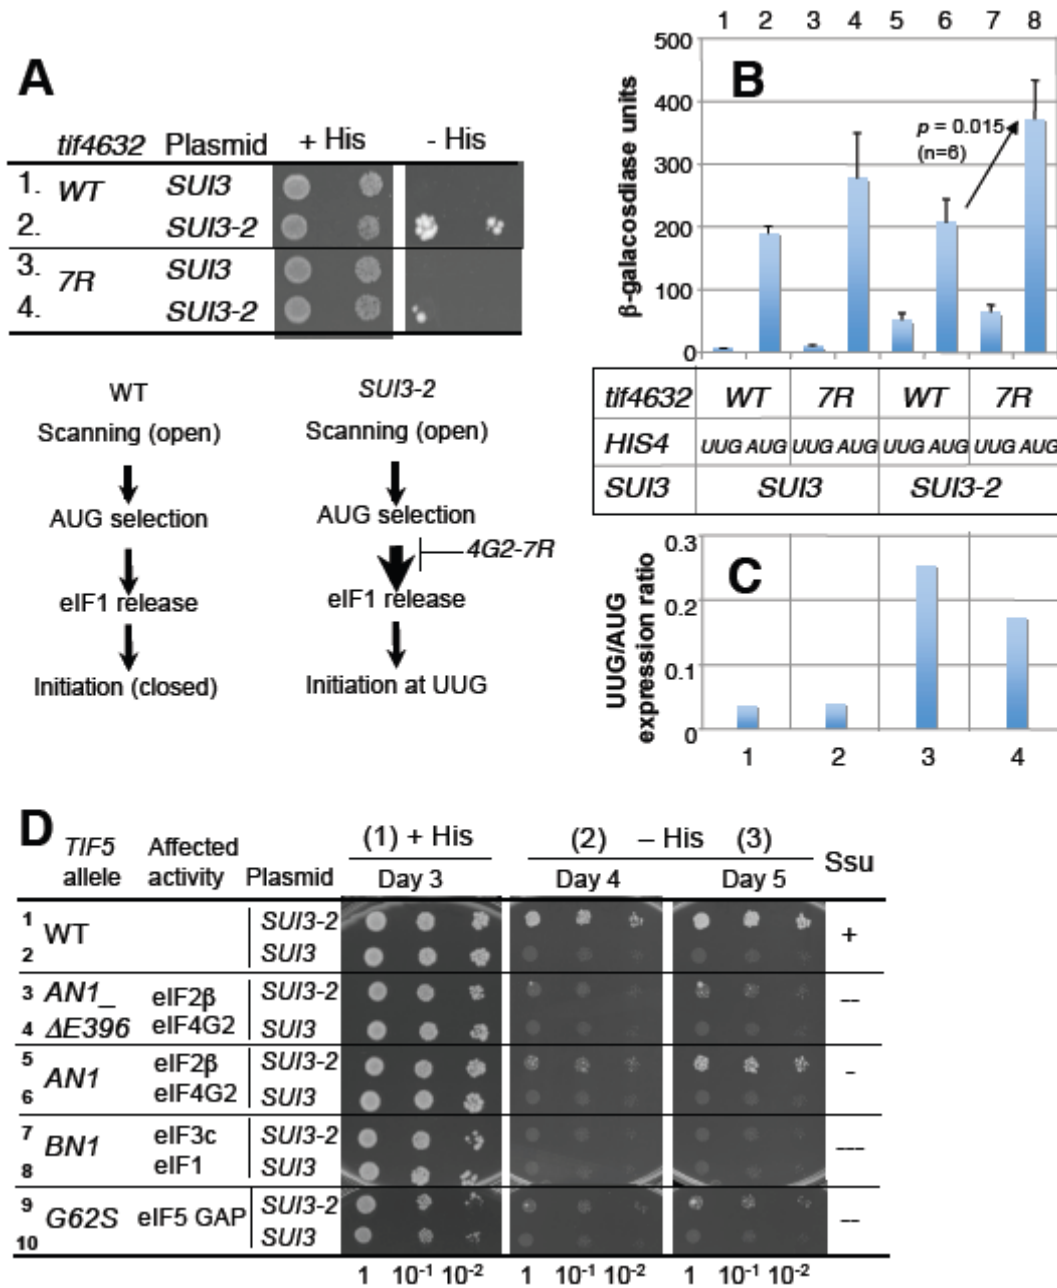 A
tif4632 Plasmid + His - His
1. WT SUI3
2. SUI3-2
3. 7R SUI3
4. SUI3-2
WT
Scanning (open)
AUG selection
eIF1 release
Initiation (closed)
SUI3-2
Scanning (open)
AUG selection
4G2-7R
eIF1 release
Initiation at UUG
1 2 3 4 5 6 7 8
B
β-galacosdiase units
500
400
300
200
100
0
p = 0.015
(n=6)
tif4632 WT 7R WT 7R
HIS4 UUG AUG UUG AUG UUG AUG UUG AUG
SUI3 SUI3 SUI3-2
C
UUG/AUG
expression ratio
0.3
0.2
0.1
0
1 2 3 4
D
TIF5 allele Affected activity Plasmid
(1) + His (2) – His (3) Ssu
Day 3 Day 4 Day 5
1 WT SUI3-2 +
2 SUI3
3 AN1_ eIF2β SUI3-2 --
4 ΔE396 eIF4G2 SUI3
5 AN1 eIF2β SUI3-2 -
6 eIF4G2 SUI3
7 BN1 eIF3c SUI3-2 ---
8 eIF1 SUI3
9 G62S eIF5 GAP SUI3-2 --
10 SUI3
1 10-1 10-2 1 10-1 10-2 1 10-1 10-2